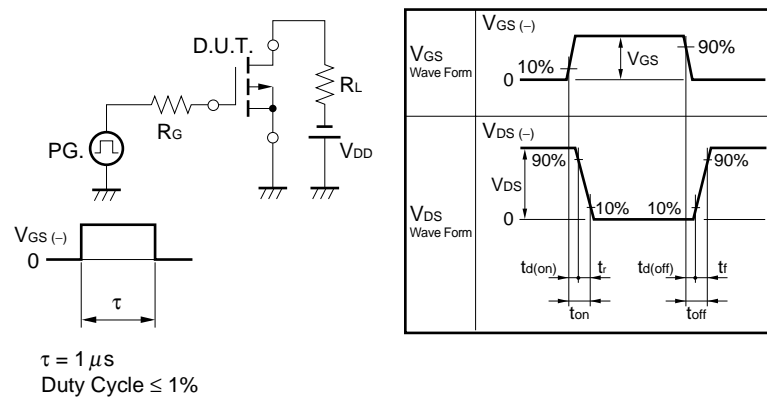 D.U.T.
RL
RG
PG.
VDD
VGS (−)
0
τ
τ = 1 μs
Duty Cycle ≤ 1%
VGS
Wave Form
VGS (−)
10%
VGS
90%
0
VDS
Wave Form
VDS (−)
90%
90%
VDS
10%
10%
0
td(on)
tr
td(off)
tf
ton
toff